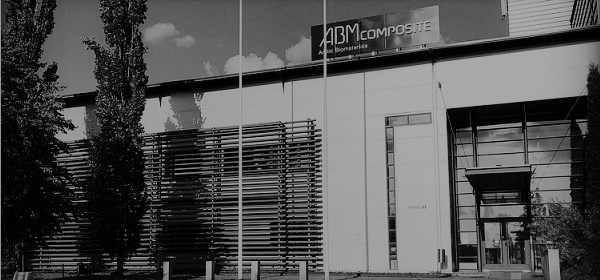 ABM COMPOSITE
Arctic Biomaterials